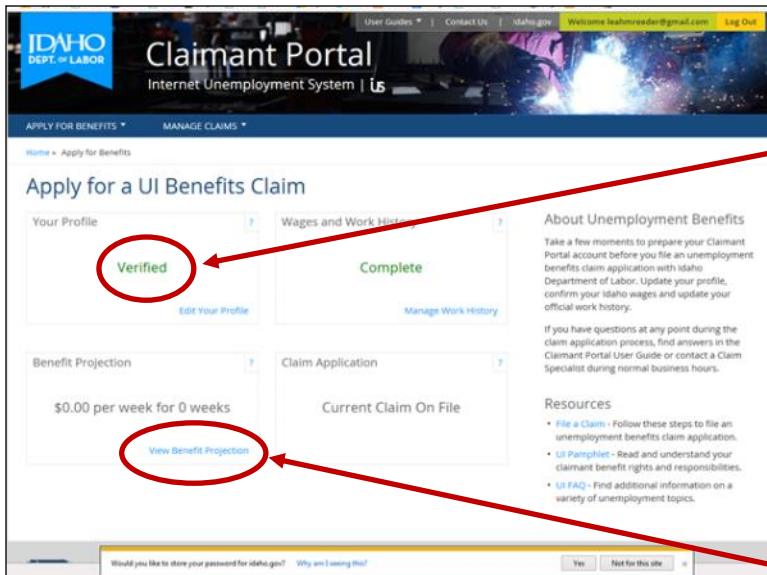 User Guides | Contact Us | Idaho.gov Welcome leahmreeder@gmail.com Log Out
IDAHO
DEPT. OF LABOR
Claimant Portal
Internet Unemployment System | iUS
APPLY FOR BENEFITS MANAGE CLAIMS
Home » Apply for Benefits
Apply for a UI Benefits Claim
Your Profile ?
Verified
Edit Your Profile
Wages and Work History ?
Complete
Manage Work History
Benefit Projection ?
$0.00 per week for 0 weeks
View Benefit Projection
Claim Application ?
Current Claim On File
About Unemployment Benefits
Take a few moments to prepare your Claimant
Portal account before you file an unemployment
benefits claim application with Idaho
Department of Labor. Update your profile,
confirm your Idaho wages and update your
official work history.
If you have questions at any point during the
claim application process, find answers in the
Claimant Portal User Guide or contact a Claim
Specialist during normal business hours.
Resources
• File a Claim - Follow these steps to file an
unemployment benefits claim application.
• UI Pamphlet - Read and understand your
claimant benefit rights and responsibilities.
• UI FAQ - Find additional information on a
variety of unemployment topics.
Would you like to store your password for idaho.gov? Why am I seeing this? Yes Not for this site ×